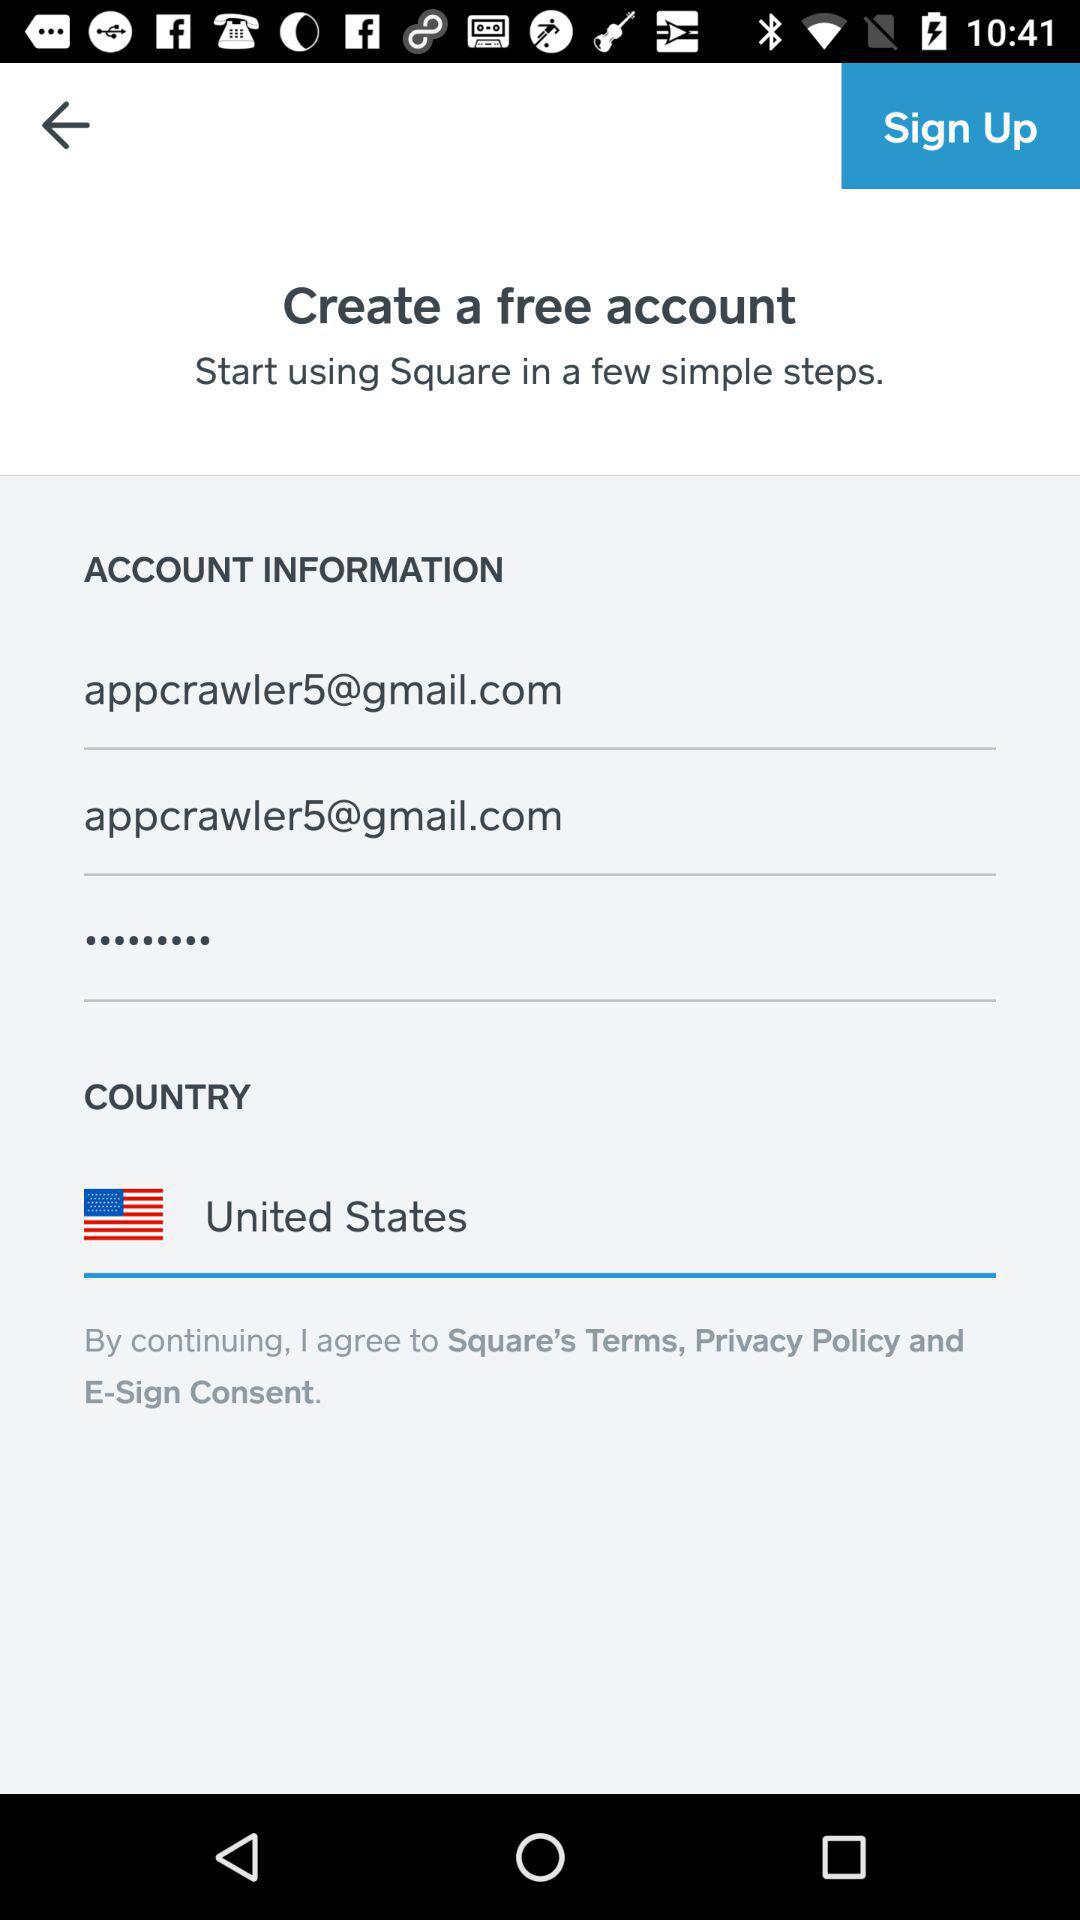 10:41
Sign Up
Create a free account
Start using Square in a few simple steps.
ACCOUNT INFORMATION
appcrawler5@gmail.com
appcrawler5@gmail.com
•••••••••
COUNTRY
United States
By continuing, I agree to Square’s Terms, Privacy Policy and
E-Sign Consent.